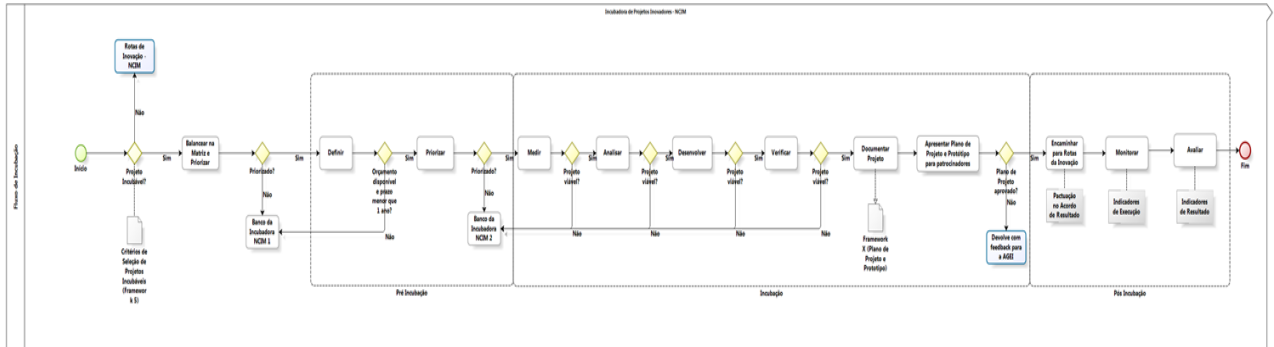 Incubadora de Projetos Inovadores - NCIM
Fluxo de Incubação
Rotas de
Inovação -
NCIM
Não
Início
Projeto
Incubável?
Sim
Critérios de
Seleção de
Projetos
Incubáveis
(Framewor
k 5)
Balancear na
Matriz e
Priorizar
Priorizado?
Sim
Não
Banco da
Incubadora
NCIM 1
Definir
Orçamento
disponível
e prazo
menor que
1 ano?
Sim
Não
Priorizar
Priorizado?
Sim
Não
Banco da
Incubadora
NCIM 2
Pré Incubação
Medir
Projeto
viável?
Sim
Não
Analisar
Projeto
viável?
Sim
Não
Desenvolver
Projeto
viável?
Sim
Não
Verificar
Projeto
viável?
Sim
Não
Documentar
Projeto
Framework
X (Plano de
Projeto e
Prototipo)
Apresentar Plano de
Projeto e Protótipo
para patrocinadores
Plano de
Projeto
aprovado?
Sim
Não
Devolve com
feedback para
a AGEI
Incubação
Encaminhar
para Rotas
da Inovação
Pactuação
no Acordo
de Resultado
Monitorar
Indicadores
de Execução
Avaliar
Indicadores
de Resultado
Fim
Pós Incubação